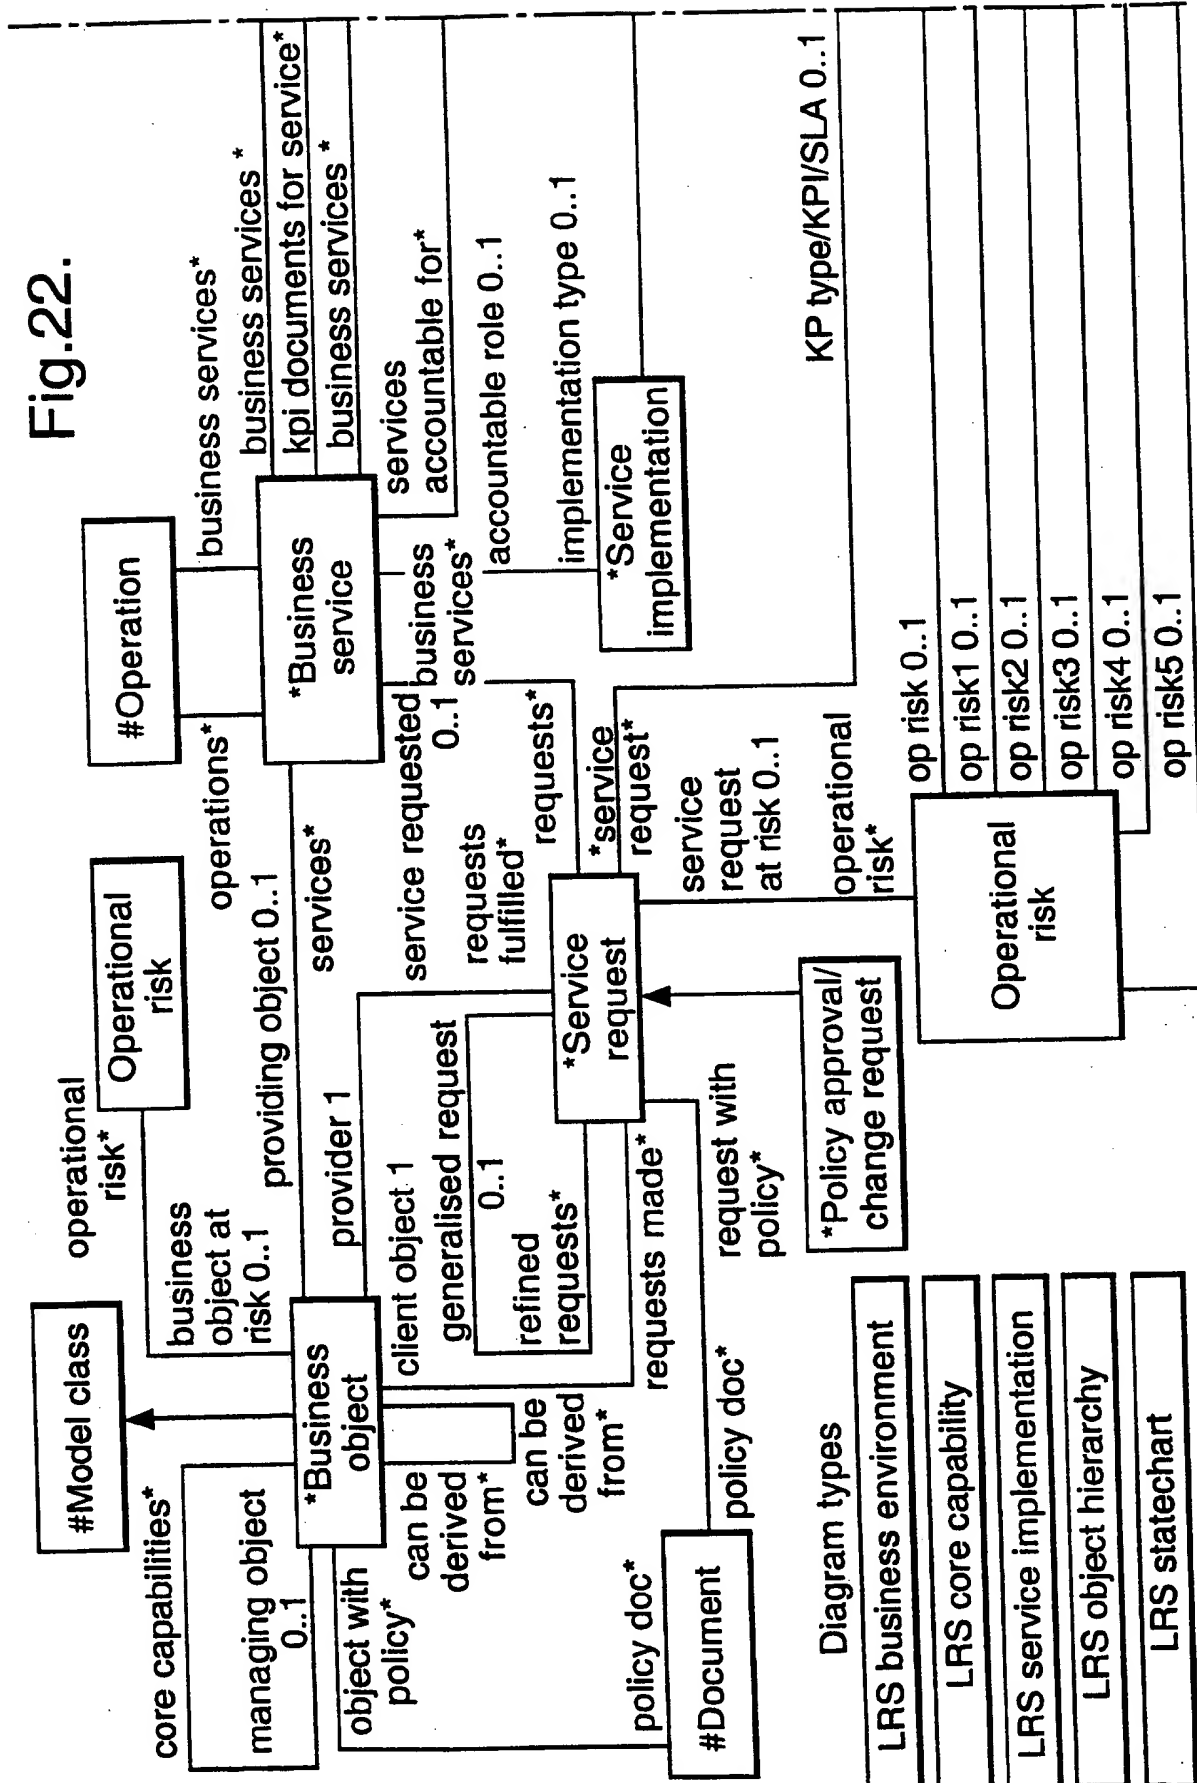 Fig.22.
#Model class
core capabilities*
managing object
0..1
*Business
object
business
object at
risk 0..1
operational
risk*
Operational
risk
#Operation
operations*
business services*
*Business
service
business services*
kpi documents for service*
business services*
services
accountable for*
providing object 0..1
services*
provider 1
service requested
0..1
business
services*
accountable role 0..1
implementation type 0..1
*Service
implementation
object with
policy*
can be
derived
from*
can be
derived
from*
client object 1
generalised request
0..1
refined
requests*
requests made*
requests
fulfilled*
requests*
*Service
request
*service
request*
KP type/KPI/SLA 0..1
service
request
at risk 0..1
operational
risk*
policy doc*
policy doc*
#Document
request with
policy*
*Policy approval/
change request
Operational
risk
op risk 0..1
op risk1 0..1
op risk2 0..1
op risk3 0..1
op risk4 0..1
op risk5 0..1
Diagram types
LRS business environment
LRS core capability
LRS service implementation
LRS object hierarchy
LRS statechart